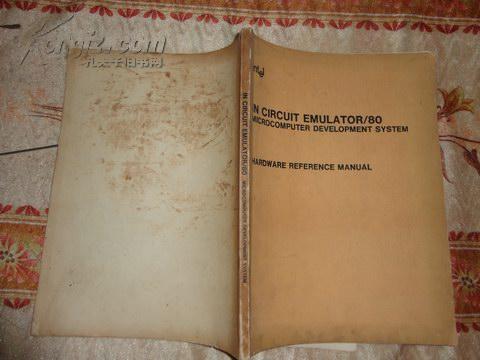 Kongfz.com
孔夫子旧书网
intel
IN CIRCUIT EMULATOR/80
MICROCOMPUTER DEVELOPMENT SYSTEM
HARDWARE REFERENCE MANUAL
IN CIRCUIT EMULATOR/80 MICROCOMPUTER DEVELOPMENT SYSTEM